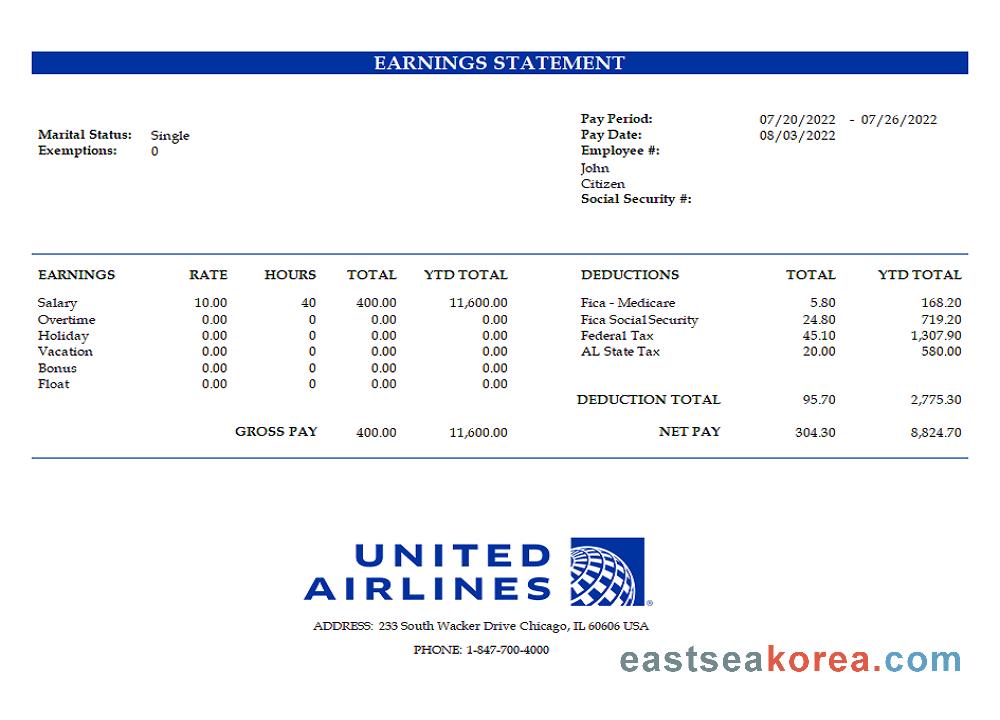 EARNINGS STATEMENT
Pay Period: 07/20/2022 - 07/26/2022
Marital Status: Single Pay Date: 08/03/2022
Exemptions: 0 Employee #:
John
Citizen
Social Security #:
EARNINGS RATE HOURS TOTAL YTD TOTAL DEDUCTIONS TOTAL YTD TOTAL
Salary 10.00 40 400.00 11,600.00 Fica - Medicare 5.80 168.20
Overtime 0.00 0 0.00 0.00 Fica Social Security 24.80 719.20
Holiday 0.00 0 0.00 0.00 Federal Tax 45.10 1,307.90
Vacation 0.00 0 0.00 0.00 AL State Tax 20.00 580.00
Bonus 0.00 0 0.00 0.00
Float 0.00 0 0.00 0.00
DEDUCTION TOTAL 95.70 2,775.30
GROSS PAY 400.00 11,600.00 NET PAY 304.30 8,824.70
UNITED
AIRLINES ®
ADDRESS: 233 South Wacker Drive Chicago, IL 60606 USA
PHONE: 1-847-700-4000
eastseakorea.com